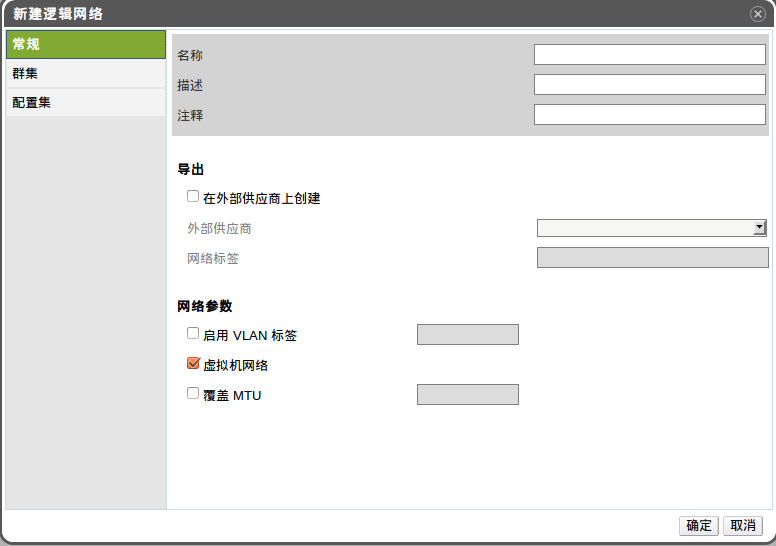 新建逻辑网络
常规
群集
配置集
名称
描述
注释
导出
在外部供应商上创建
外部供应商
网络标签
网络参数
启用 VLAN 标签
虚拟机网络
覆盖 MTU
确定 取消